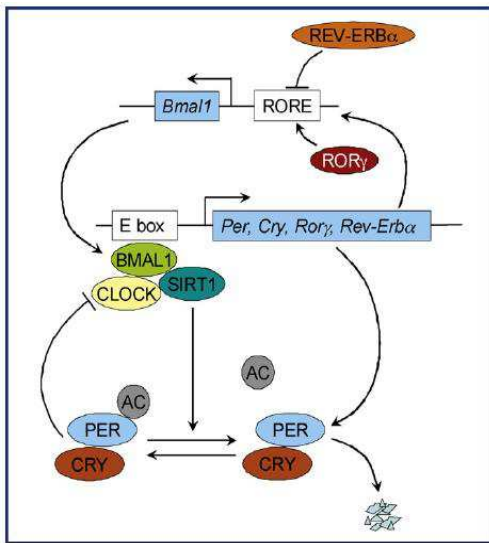 REV-ERBα
Bmal1
RORE
RORγ
E box
Per, Cry, Rorγ, Rev-Erbα
BMAL1
CLOCK
SIRT1
AC
AC
PER
PER
CRY
CRY